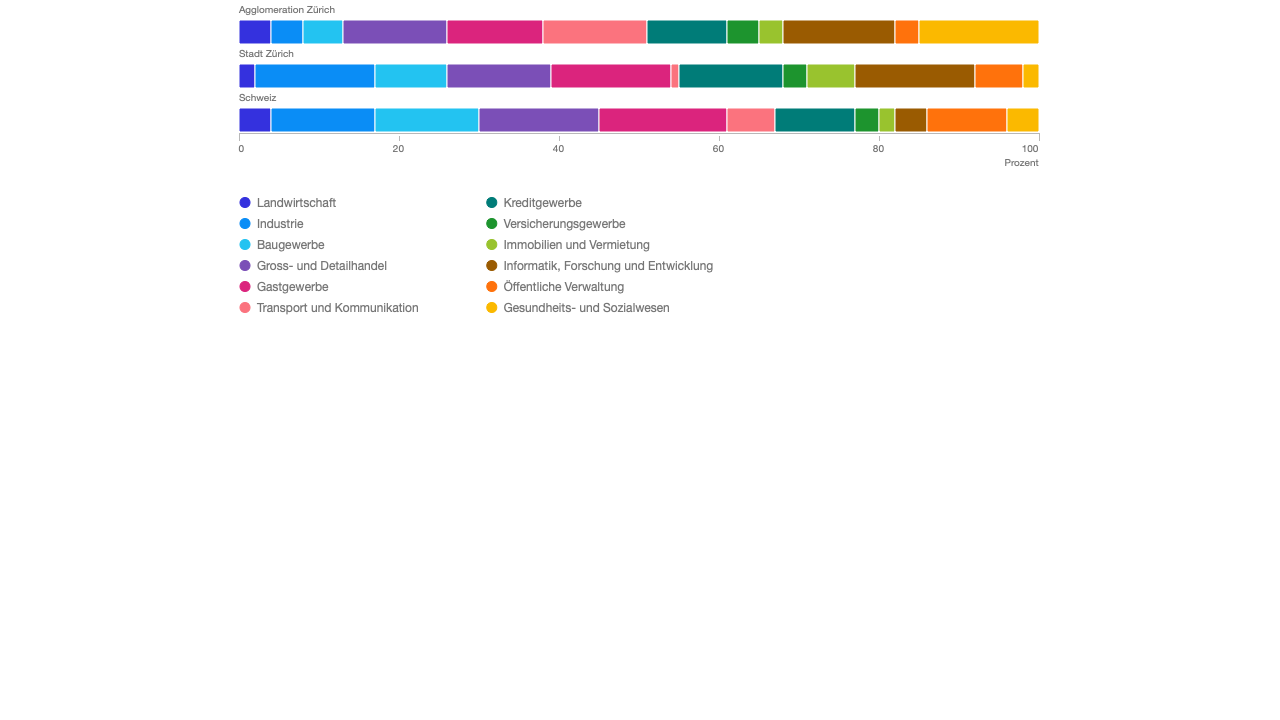 Agglomeration Zürich
Stadt Zürich
Schweiz
0 20 40 60 80 100
Prozent
Landwirtschaft
Industrie
Baugewerbe
Gross- und Detailhandel
Gastgewerbe
Transport und Kommunikation
Kreditgewerbe
Versicherungsgewerbe
Immobilien und Vermietung
Informatik, Forschung und Entwicklung
Öffentliche Verwaltung
Gesundheits- und Sozialwesen